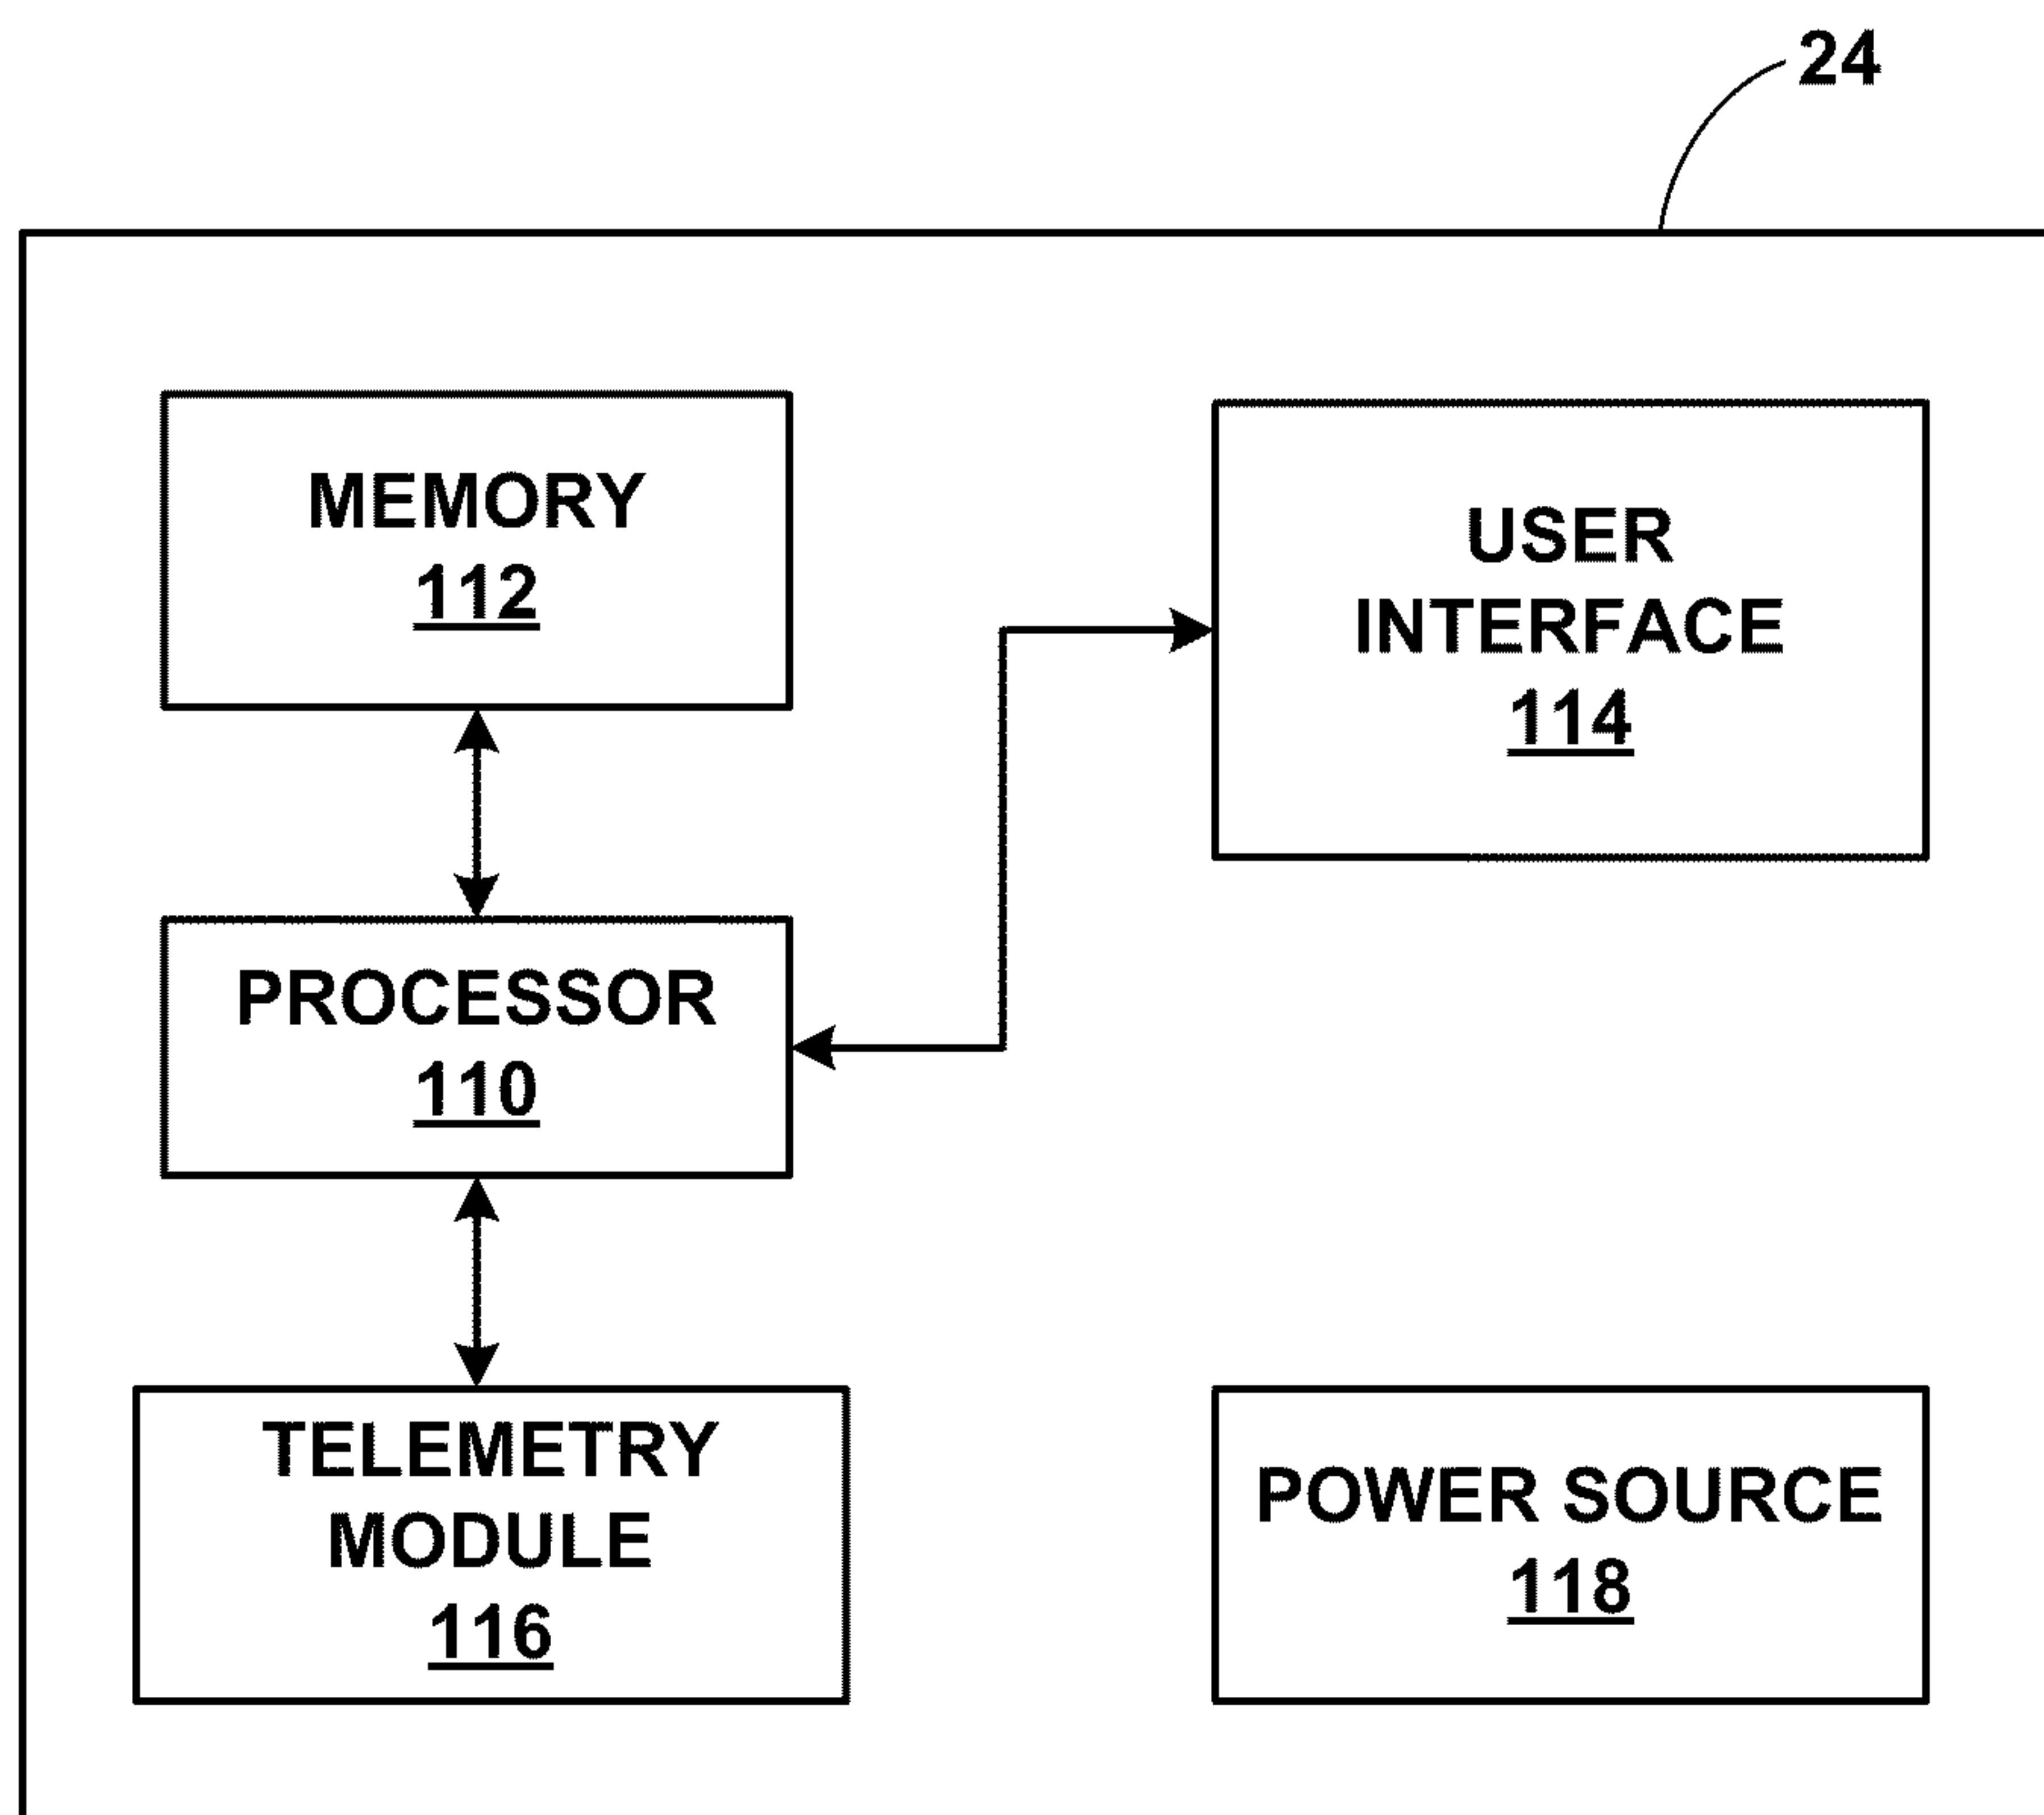 24
MEMORY
112
USER
INTERFACE
114
PROCESSOR
110
TELEMETRY
MODULE
116
POWER SOURCE
118